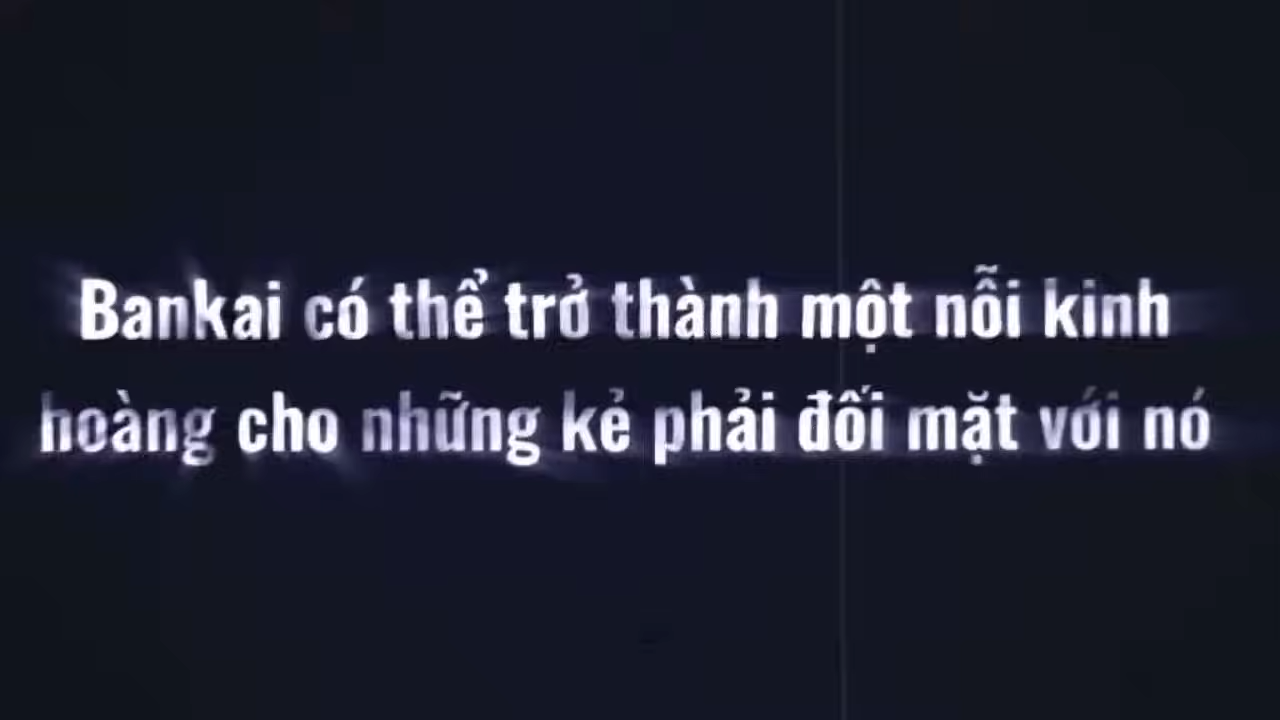 Bankai có thể trở thành một nỗi kinh
hoàng cho những kẻ phải đối mặt với nó